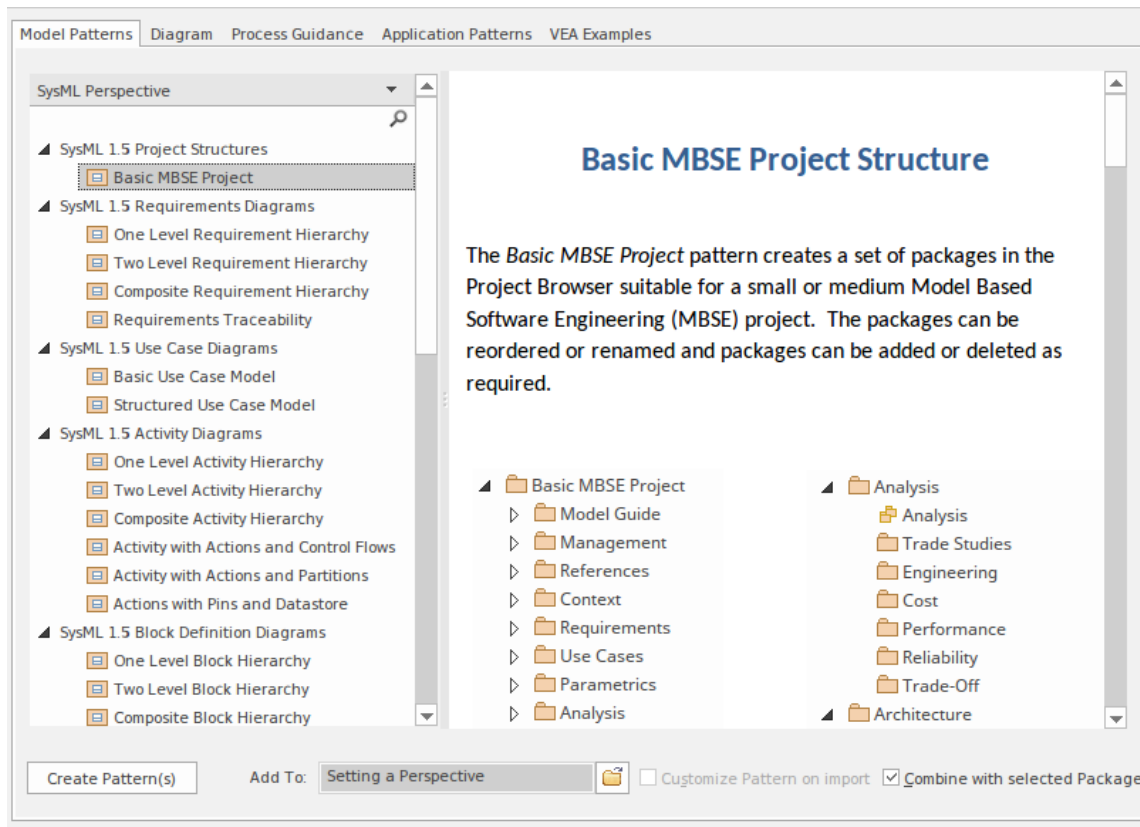 Model Patterns Diagram Process Guidance Application Patterns VEA Examples
SysML Perspective
SysML 1.5 Project Structures
Basic MBSE Project
SysML 1.5 Requirements Diagrams
One Level Requirement Hierarchy
Two Level Requirement Hierarchy
Composite Requirement Hierarchy
Requirements Traceability
SysML 1.5 Use Case Diagrams
Basic Use Case Model
Structured Use Case Model
SysML 1.5 Activity Diagrams
One Level Activity Hierarchy
Two Level Activity Hierarchy
Composite Activity Hierarchy
Activity with Actions and Control Flows
Activity with Actions and Partitions
Actions with Pins and Datastore
SysML 1.5 Block Definition Diagrams
One Level Block Hierarchy
Two Level Block Hierarchy
Composite Block Hierarchy
Basic MBSE Project Structure
The Basic MBSE Project pattern creates a set of packages in the
Project Browser suitable for a small or medium Model Based
Software Engineering (MBSE) project. The packages can be
reordered or renamed and packages can be added or deleted as
required.
Basic MBSE Project
Model Guide
Management
References
Context
Requirements
Use Cases
Parametrics
Analysis
Analysis
Analysis
Trade Studies
Engineering
Cost
Performance
Reliability
Trade-Off
Architecture
Create Pattern(s) Add To: Setting a Perspective Customize Pattern on import Combine with selected Package